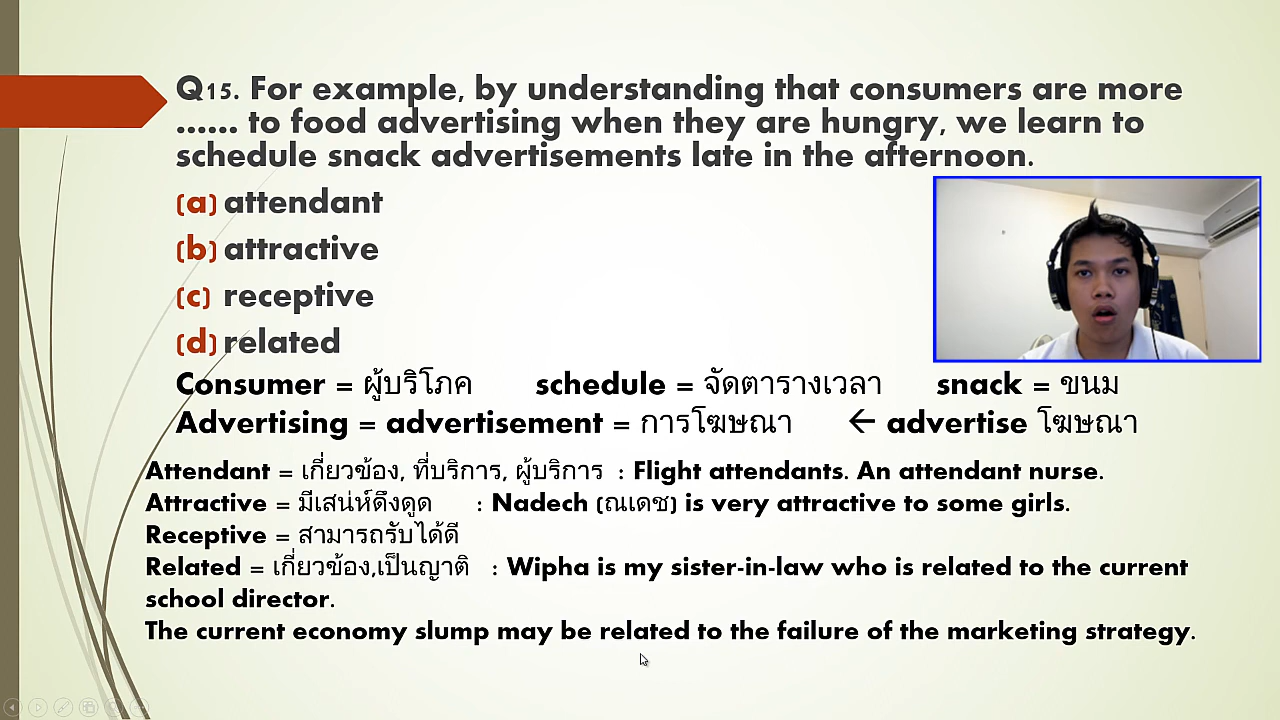 Q15. For example, by understanding that consumers are more
...... to food advertising when they are hungry, we learn to
schedule snack advertisements late in the afternoon.
(a) attendant
(b) attractive
(c) receptive
(d) related
Consumer = ผู้บริโภค schedule = จัดตารางเวลา snack = ขนม
Advertising = advertisement = การโฆษณา ← advertise โฆษณา
Attendant = เกี่ยวข้อง, ที่บริการ, ผู้บริการ : Flight attendants. An attendant nurse.
Attractive = มีเสน่ห์ดึงดูด : Nadech (ณเดช) is very attractive to some girls.
Receptive = สามารถรับได้ดี
Related = เกี่ยวข้อง,เป็นญาติ : Wipha is my sister-in-law who is related to the current
school director.
The current economy slump may be related to the failure of the marketing strategy.